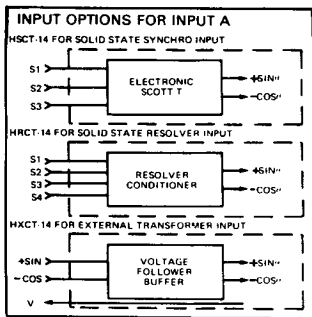 INPUT OPTIONS FOR INPUT A
HSCT-14 FOR SOLID STATE SYNCHRO INPUT
S1
S2
S3
ELECTRONIC
SCOTT T
+SIN"
−COS"
HRCT-14 FOR SOLID STATE RESOLVER INPUT
S1
S2
S3
S4
RESOLVER
CONDITIONER
+SIN"
−COS"
HXCT-14 FOR EXTERNAL TRANSFORMER INPUT
+SIN
−COS
V
VOLTAGE
FOLLOWER
BUFFER
+SIN"
−COS"